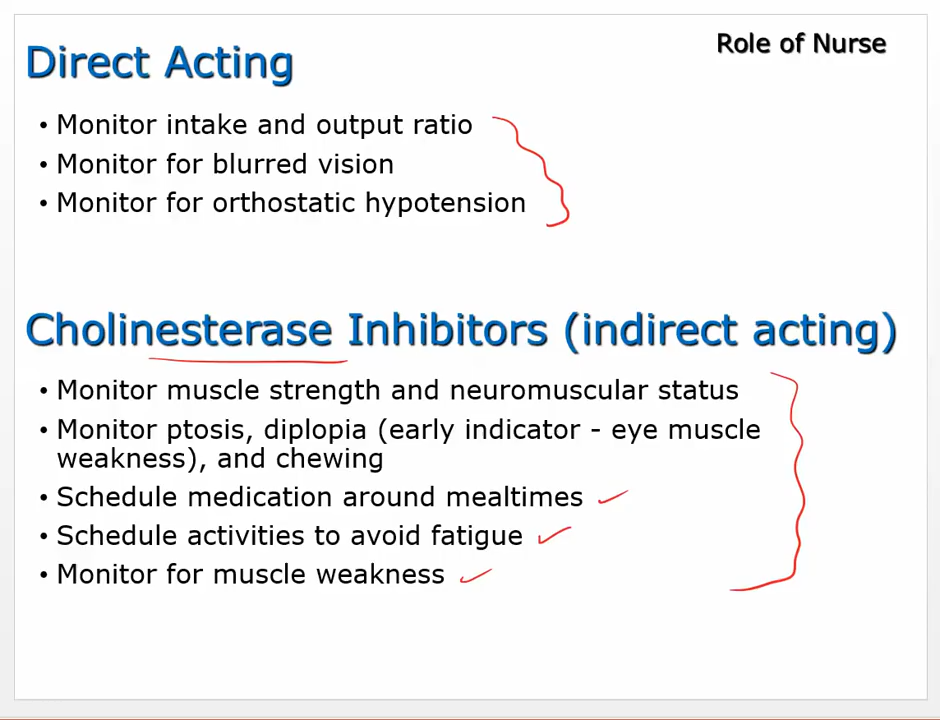 Role of Nurse
Direct Acting
• Monitor intake and output ratio
• Monitor for blurred vision
• Monitor for orthostatic hypotension
Cholinesterase Inhibitors (indirect acting)
• Monitor muscle strength and neuromuscular status
• Monitor ptosis, diplopia (early indicator - eye muscle
weakness), and chewing
• Schedule medication around mealtimes
• Schedule activities to avoid fatigue
• Monitor for muscle weakness